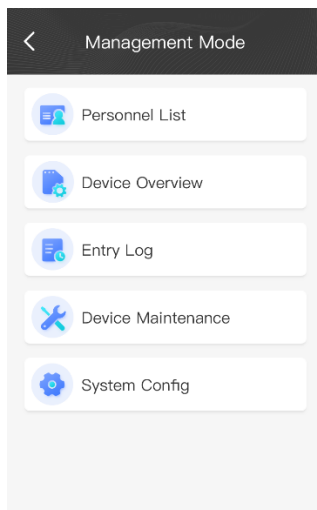 Management Mode
Personnel List
Device Overview
Entry Log
Device Maintenance
System Config